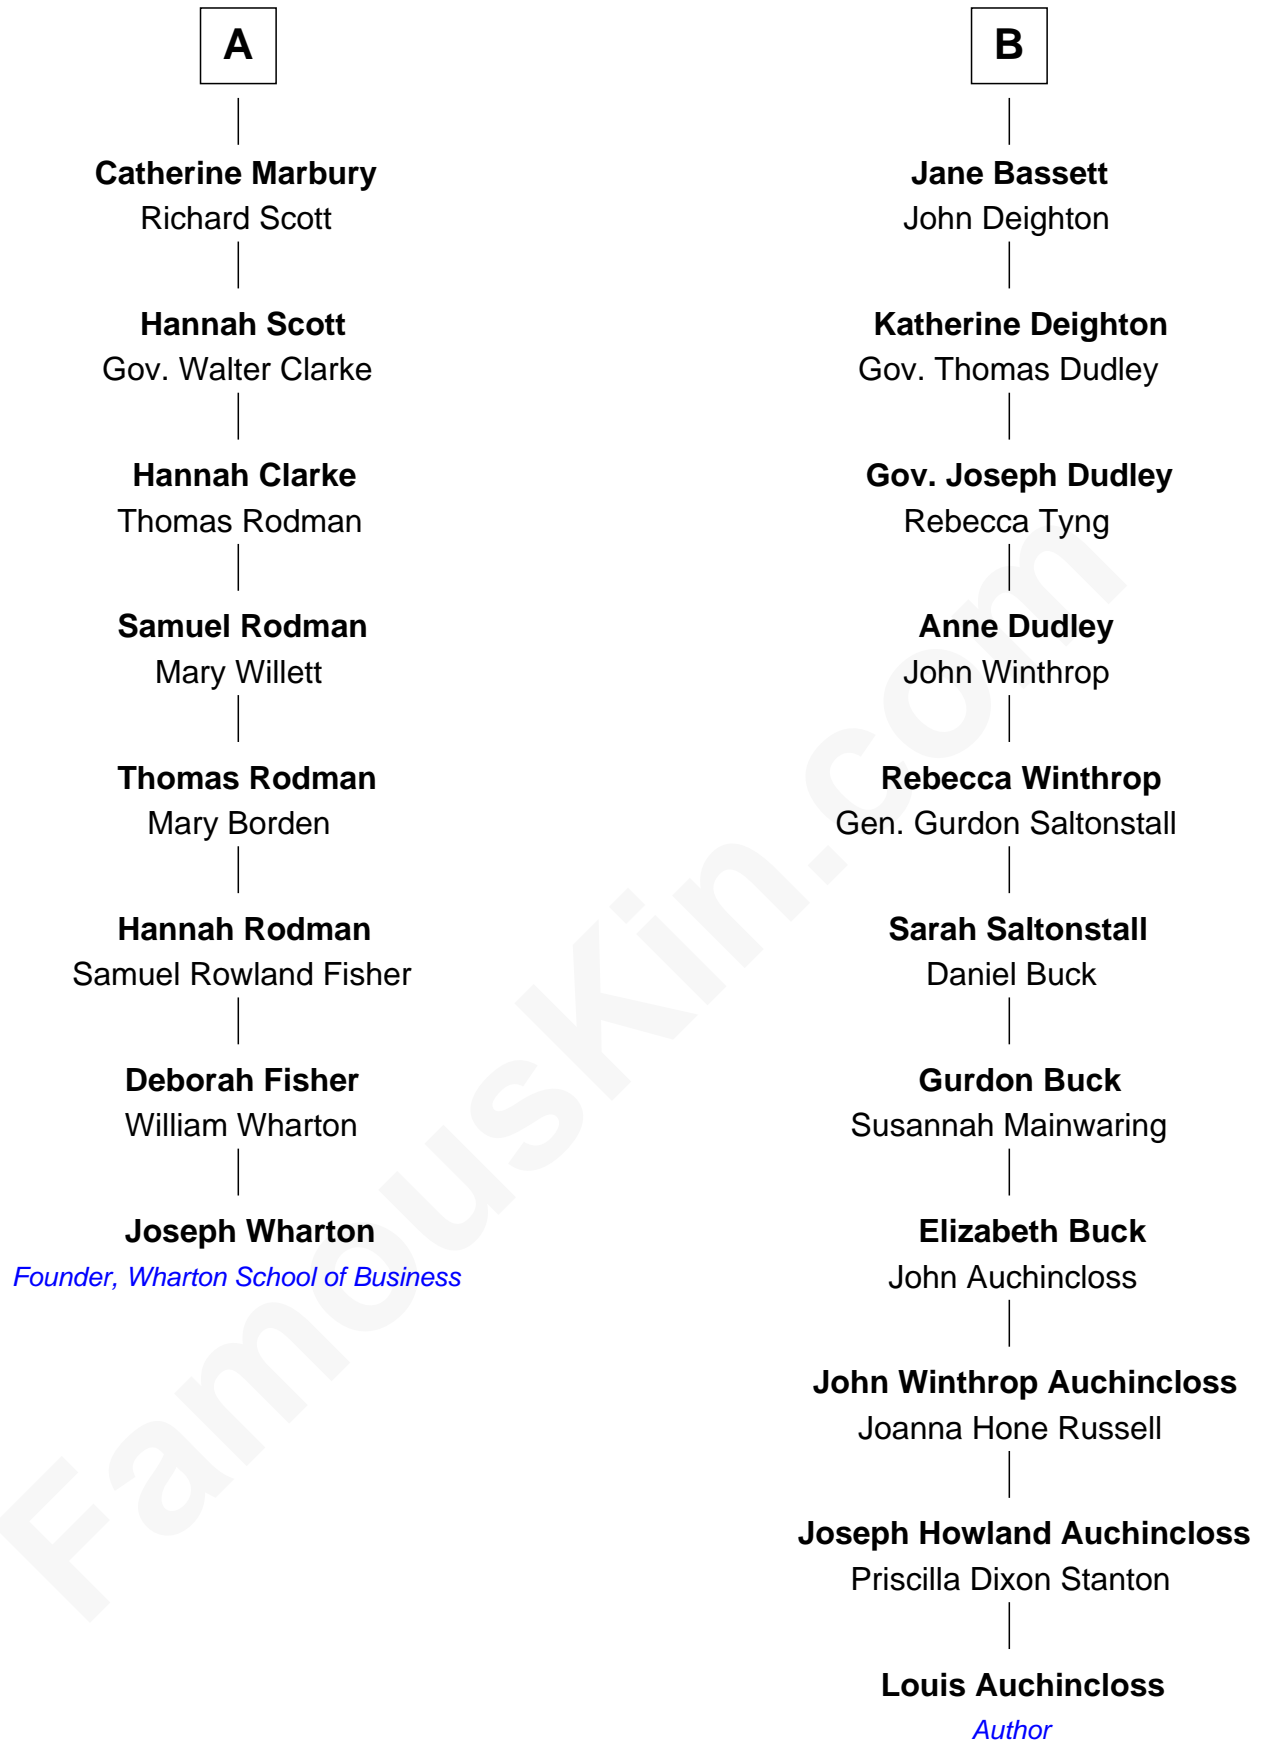 A
Catherine Marbury
Richard Scott
Hannah Scott
Gov. Walter Clarke
Hannah Clarke
Thomas Rodman
Samuel Rodman
Mary Willett
Thomas Rodman
Mary Borden
Hannah Rodman
Samuel Rowland Fisher
Deborah Fisher
William Wharton
Joseph Wharton
Founder, Wharton School of Business
B
Jane Bassett
John Deighton
Katherine Deighton
Gov. Thomas Dudley
Gov. Joseph Dudley
Rebecca Tyng
Anne Dudley
John Winthrop
Rebecca Winthrop
Gen. Gurdon Saltonstall
Sarah Saltonstall
Daniel Buck
Gurdon Buck
Susannah Mainwaring
Elizabeth Buck
John Auchincloss
John Winthrop Auchincloss
Joanna Hone Russell
Joseph Howland Auchincloss
Priscilla Dixon Stanton
Louis Auchincloss
Author
FamousKin.com